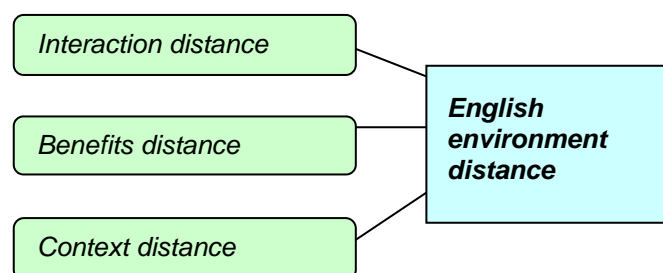 Interaction distance
Benefits distance
Context distance
English
environment
distance